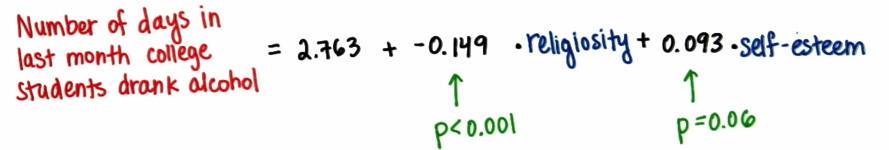 Number of days in
last month college
students drank alcohol
= 2.763 + -0.149 · religiosity + 0.093 · self-esteem
p<0.001
p=0.06